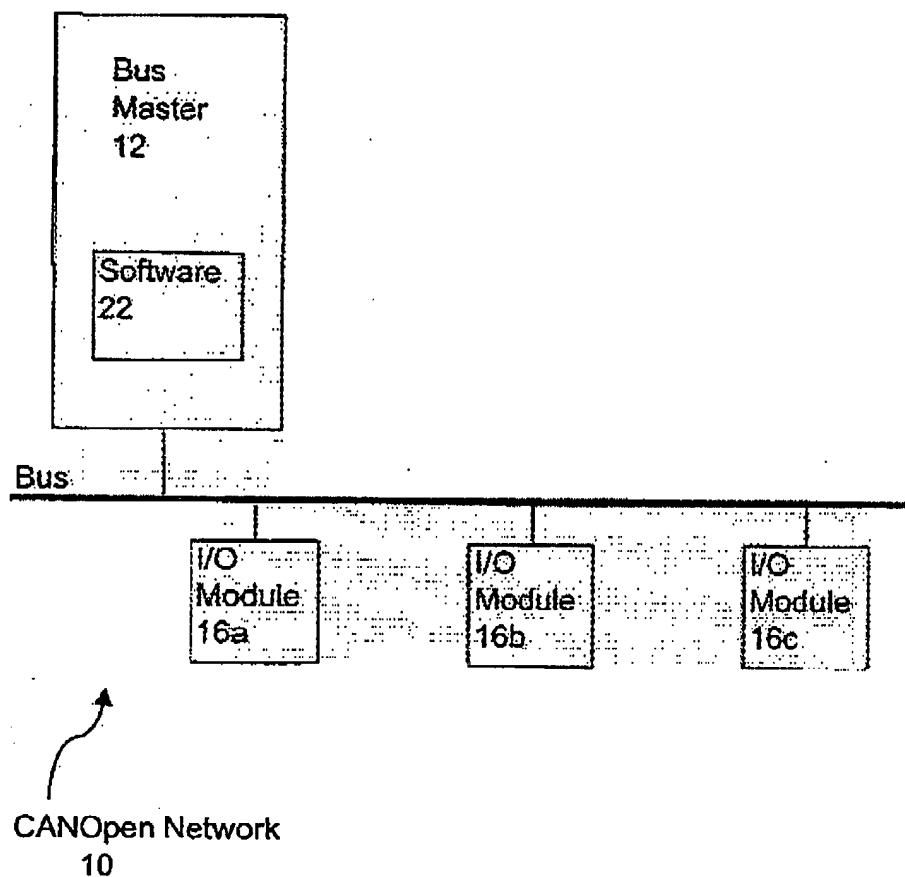 Bus
Master
12
Software
22
Bus
I/O
Module
16a
I/O
Module
16b
I/O
Module
16c
CANOpen Network
10